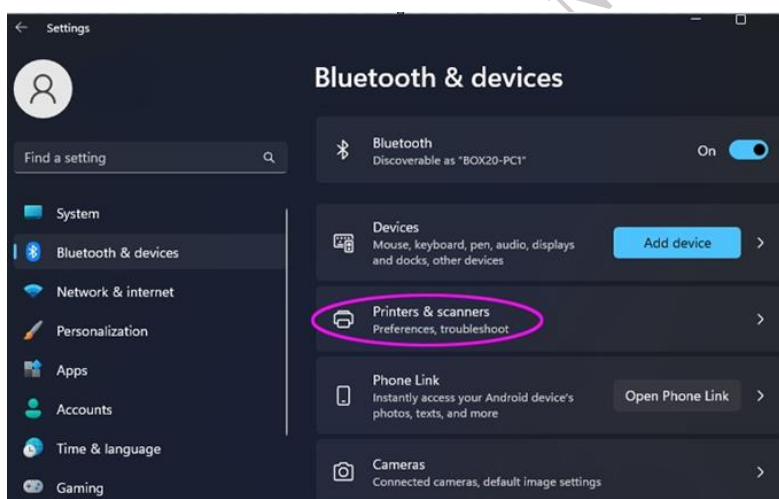 Settings
Bluetooth & devices
Find a setting
System
Bluetooth & devices
Network & internet
Personalization
Apps
Accounts
Time & language
Gaming
Bluetooth
Discoverable as "BOX20-PC1"
On
Devices
Mouse, keyboard, pen, audio, displays
and docks, other devices
Add device
Printers & scanners
Preferences, troubleshoot
Phone Link
Instantly access your Android device's
photos, texts, and more
Open Phone Link
Cameras
Connected cameras, default image settings